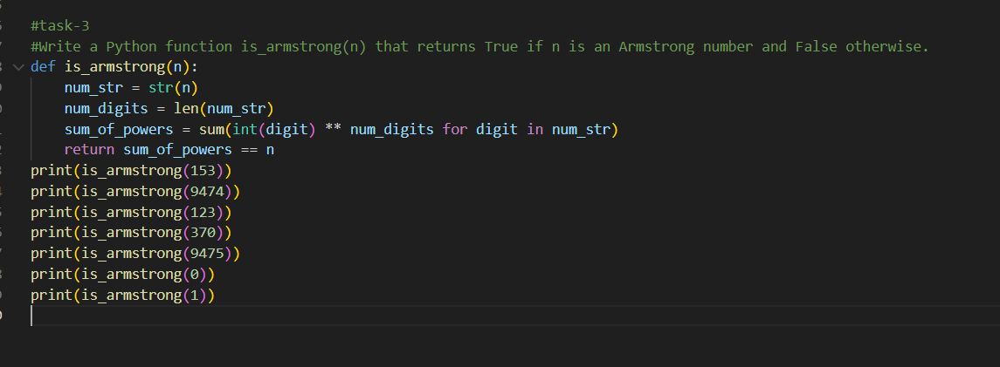 #task-3
#Write a Python function is_armstrong(n) that returns True if n is an Armstrong number and False otherwise.
def is_armstrong(n):
    num_str = str(n)
    num_digits = len(num_str)
    sum_of_powers = sum(int(digit) ** num_digits for digit in num_str)
    return sum_of_powers == n
print(is_armstrong(153))
print(is_armstrong(9474))
print(is_armstrong(123))
print(is_armstrong(370))
print(is_armstrong(9475))
print(is_armstrong(0))
print(is_armstrong(1))